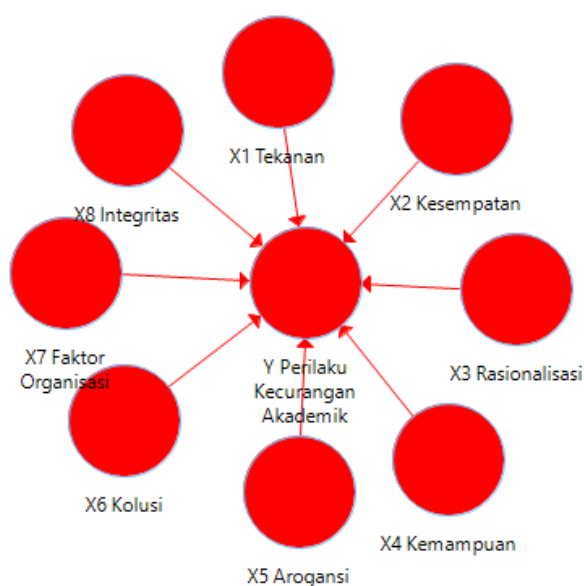 X1 Tekanan
X2 Kesempatan
X8 Integritas
X3 Rasionalisasi
Y Perilaku
Kecurangan
Akademik
X7 Faktor
Organisasi
X6 Kolusi
X4 Kemampuan
X5 Arogansi